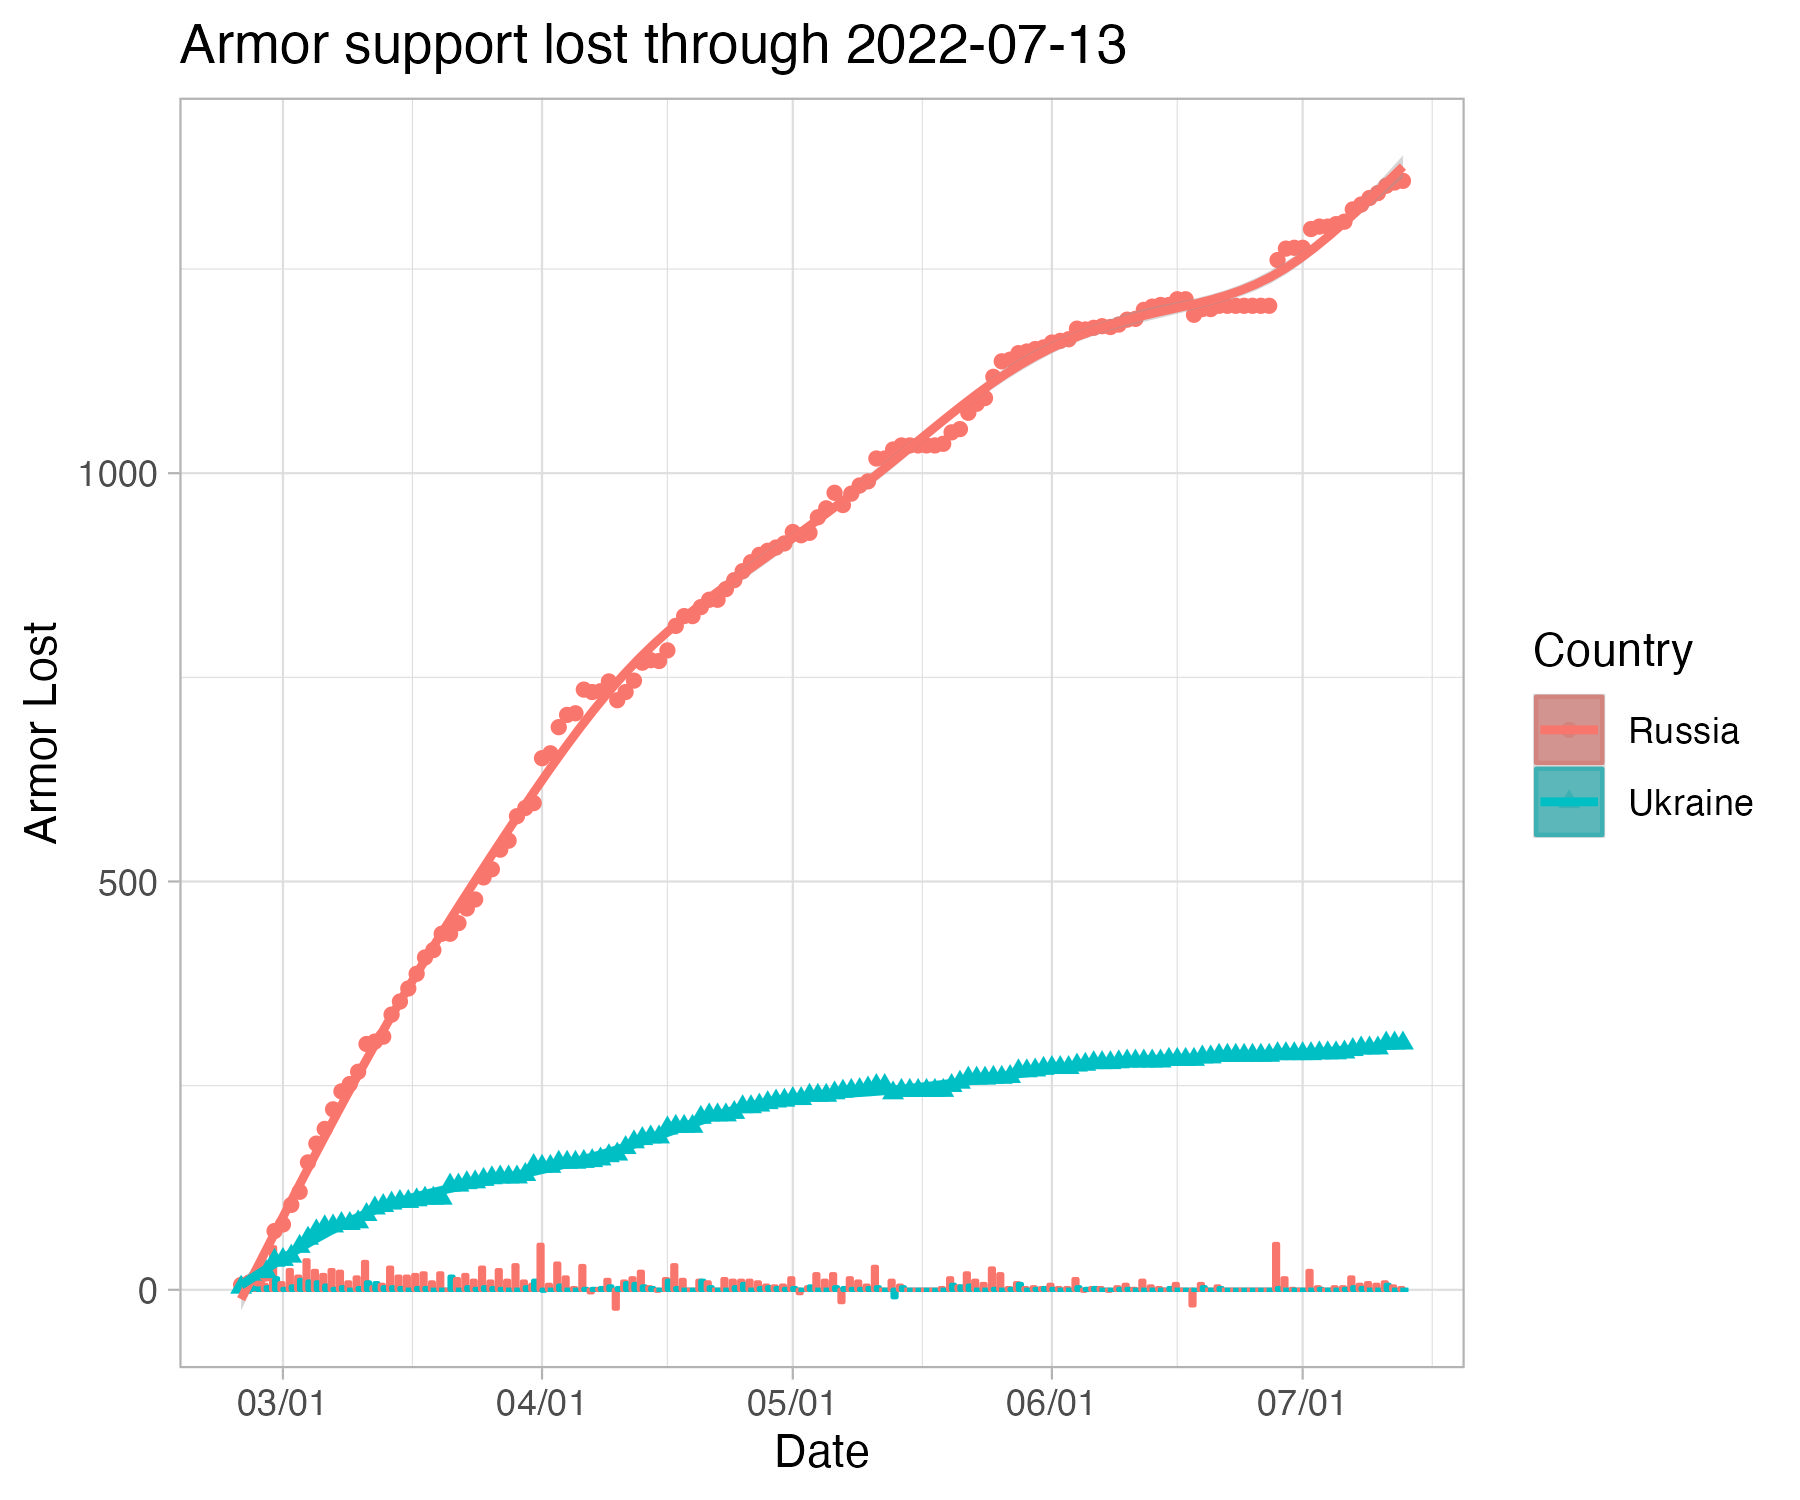 Armor support lost through 2022-07-13
Armor Lost
1000
500
0
03/01
04/01
05/01
06/01
07/01
Date
Country
Russia
Ukraine